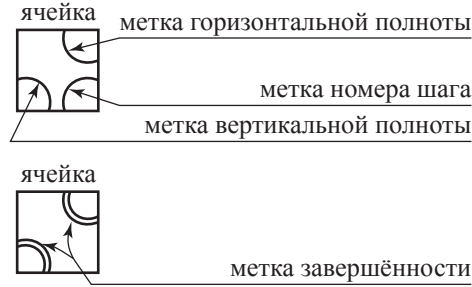 ячейка
метка горизонтальной полноты
метка номера шага
метка вертикальной полноты
ячейка
метка завершённости